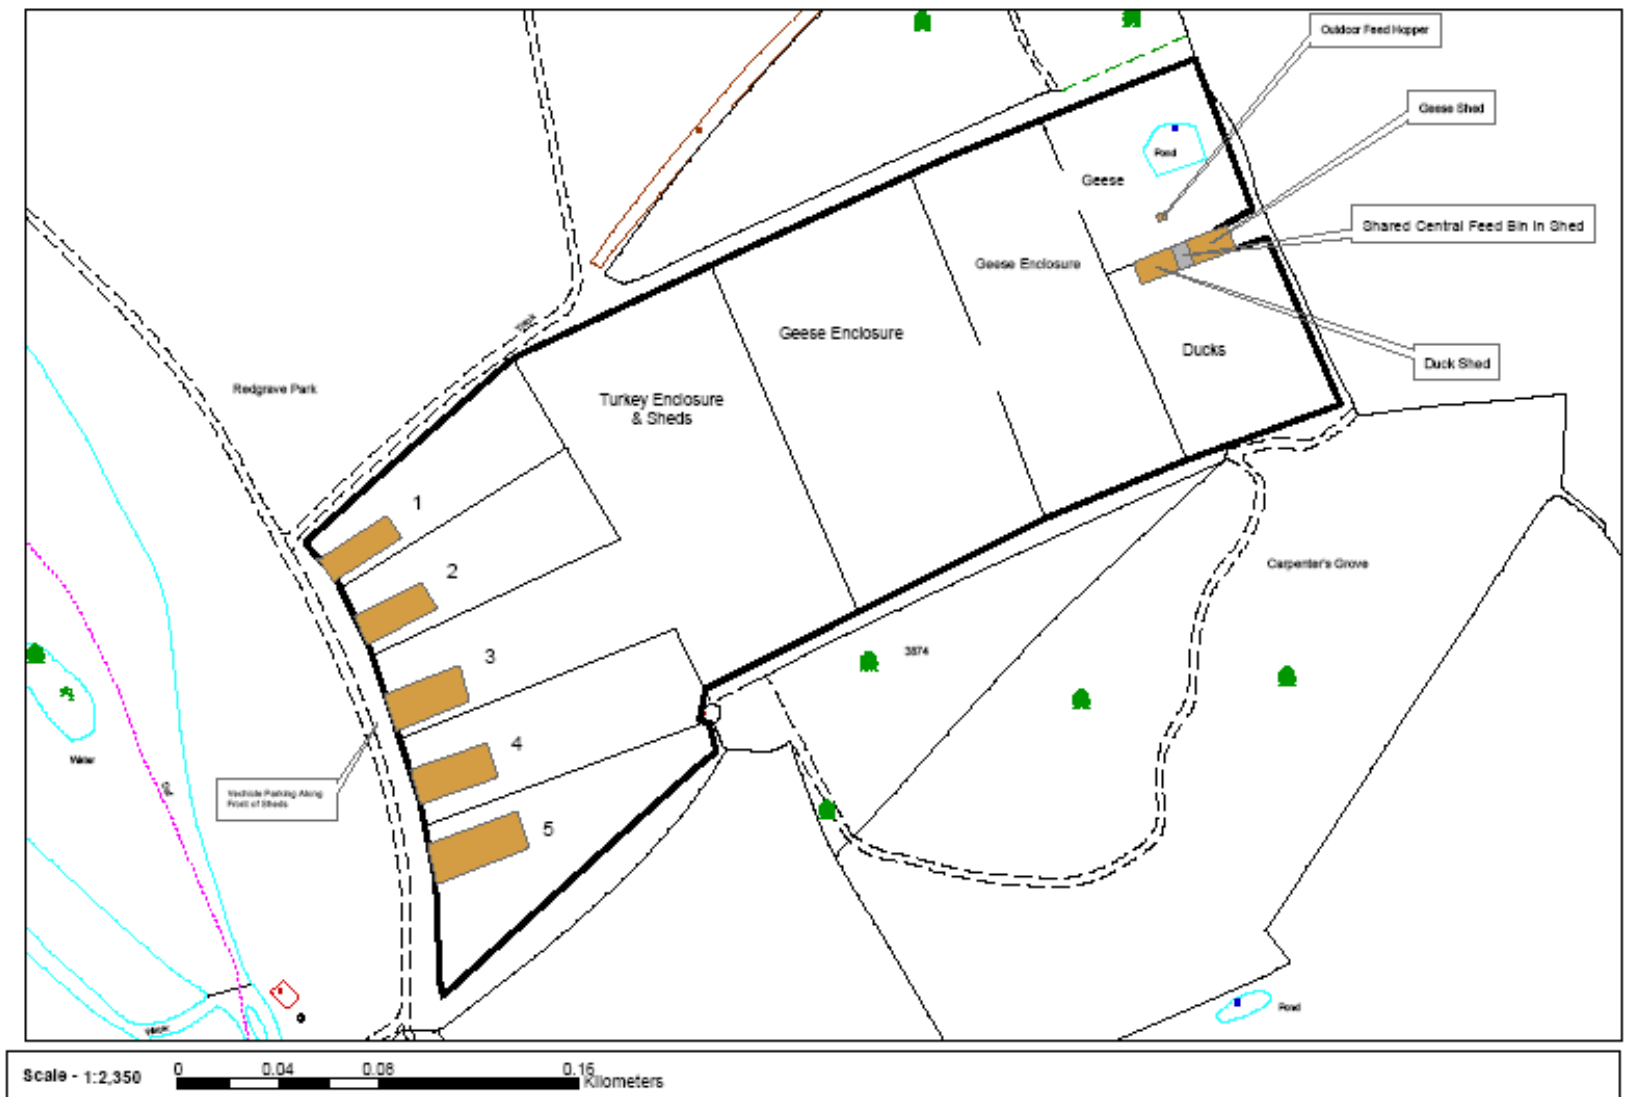 Outdoor Feed Hopper
Geese Shed
Pond
Geese
Shared Central Feed Bin In Shed
Geese Enclosure
Track
Geese Enclosure
Ducks
Duck Shed
Redgrave Park
Turkey Enclosure
& Sheds
1
2
Carpenter's Grove
3
3874
4
Water
Vechicle Parking Along
Front of Sheds
5
Pond
Scale - 1:2,350
0 0.04 0.08 0.16
Kilometers